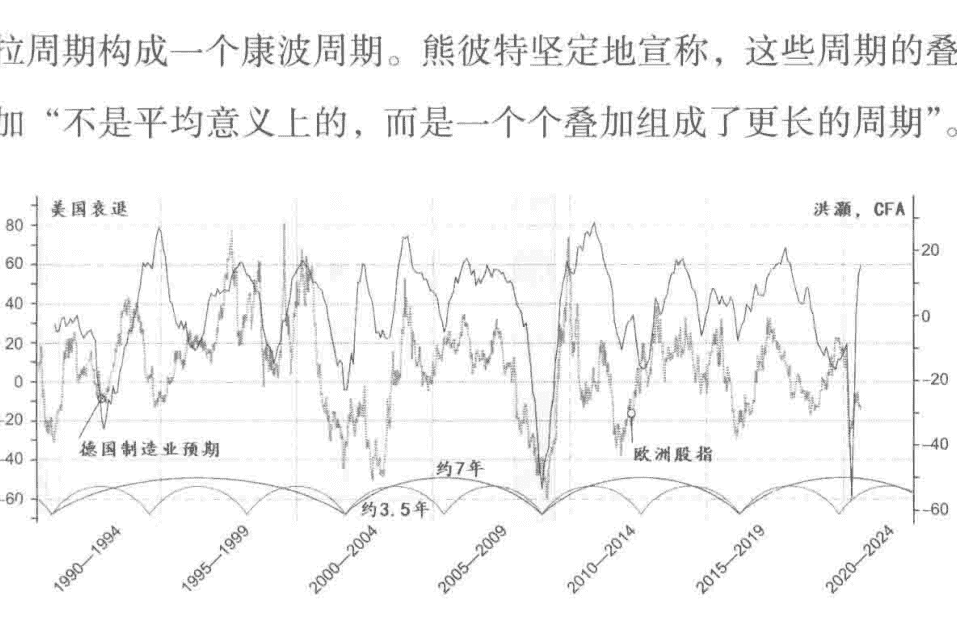 拉周期构成一个康波周期。熊彼特坚定地宣称，这些周期的叠
加“不是平均意义上的，而是一个个叠加组成了更长的周期”。
美国衰退
洪灏，CFA
80
60
40
20
0
-20
-40
-60
20
0
-20
-40
-60
德国制造业预期
欧洲股指
约7年
约3.5年
1990—1994
1995—1999
2000—2004
2005—2009
2010—2014
2015—2019
2020—2024